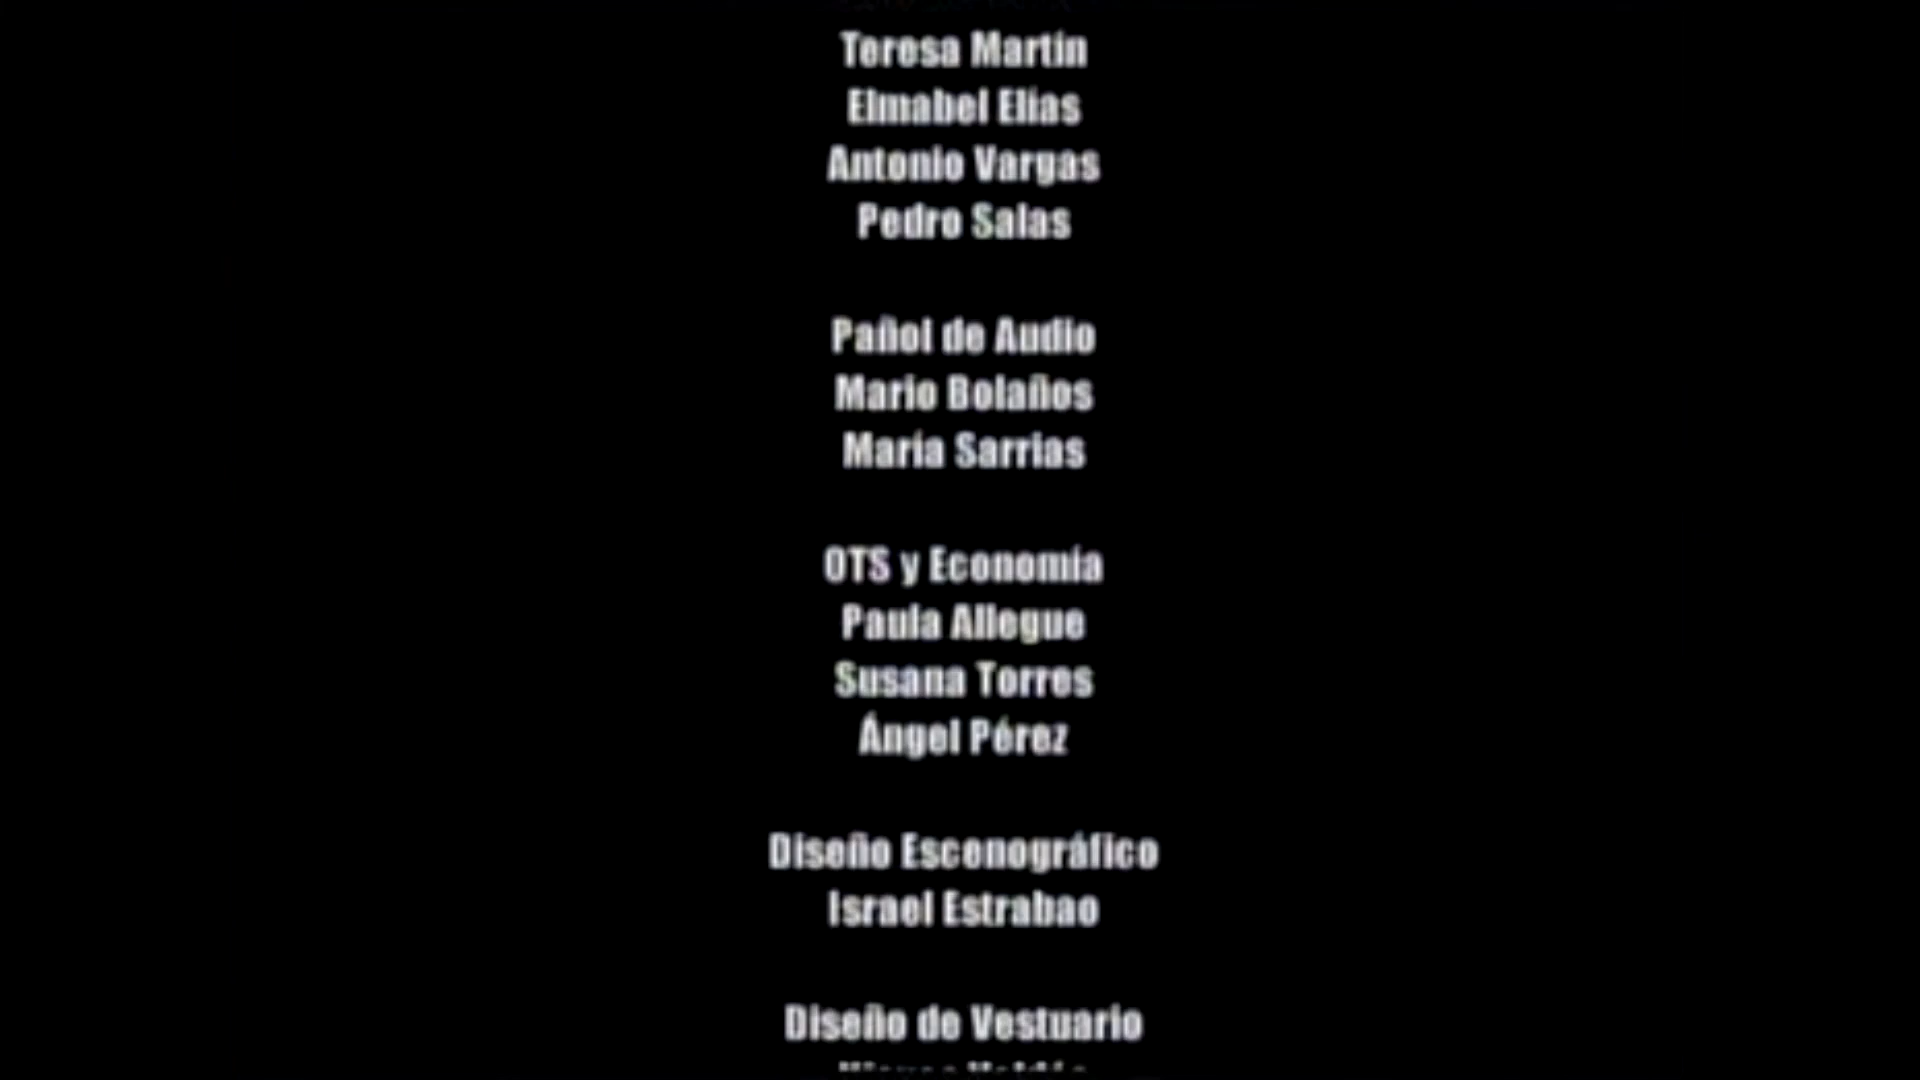 Teresa Martín
Elmabel Elías
Antonio Vargas
Pedro Salas
Pañol de Audio
Mario Bolaños
María Sarrias
OTS y Economía
Paula Allegue
Susana Torres
Ángel Pérez
Diseño Escenográfico
Israel Estrabao
Diseño de Vestuario